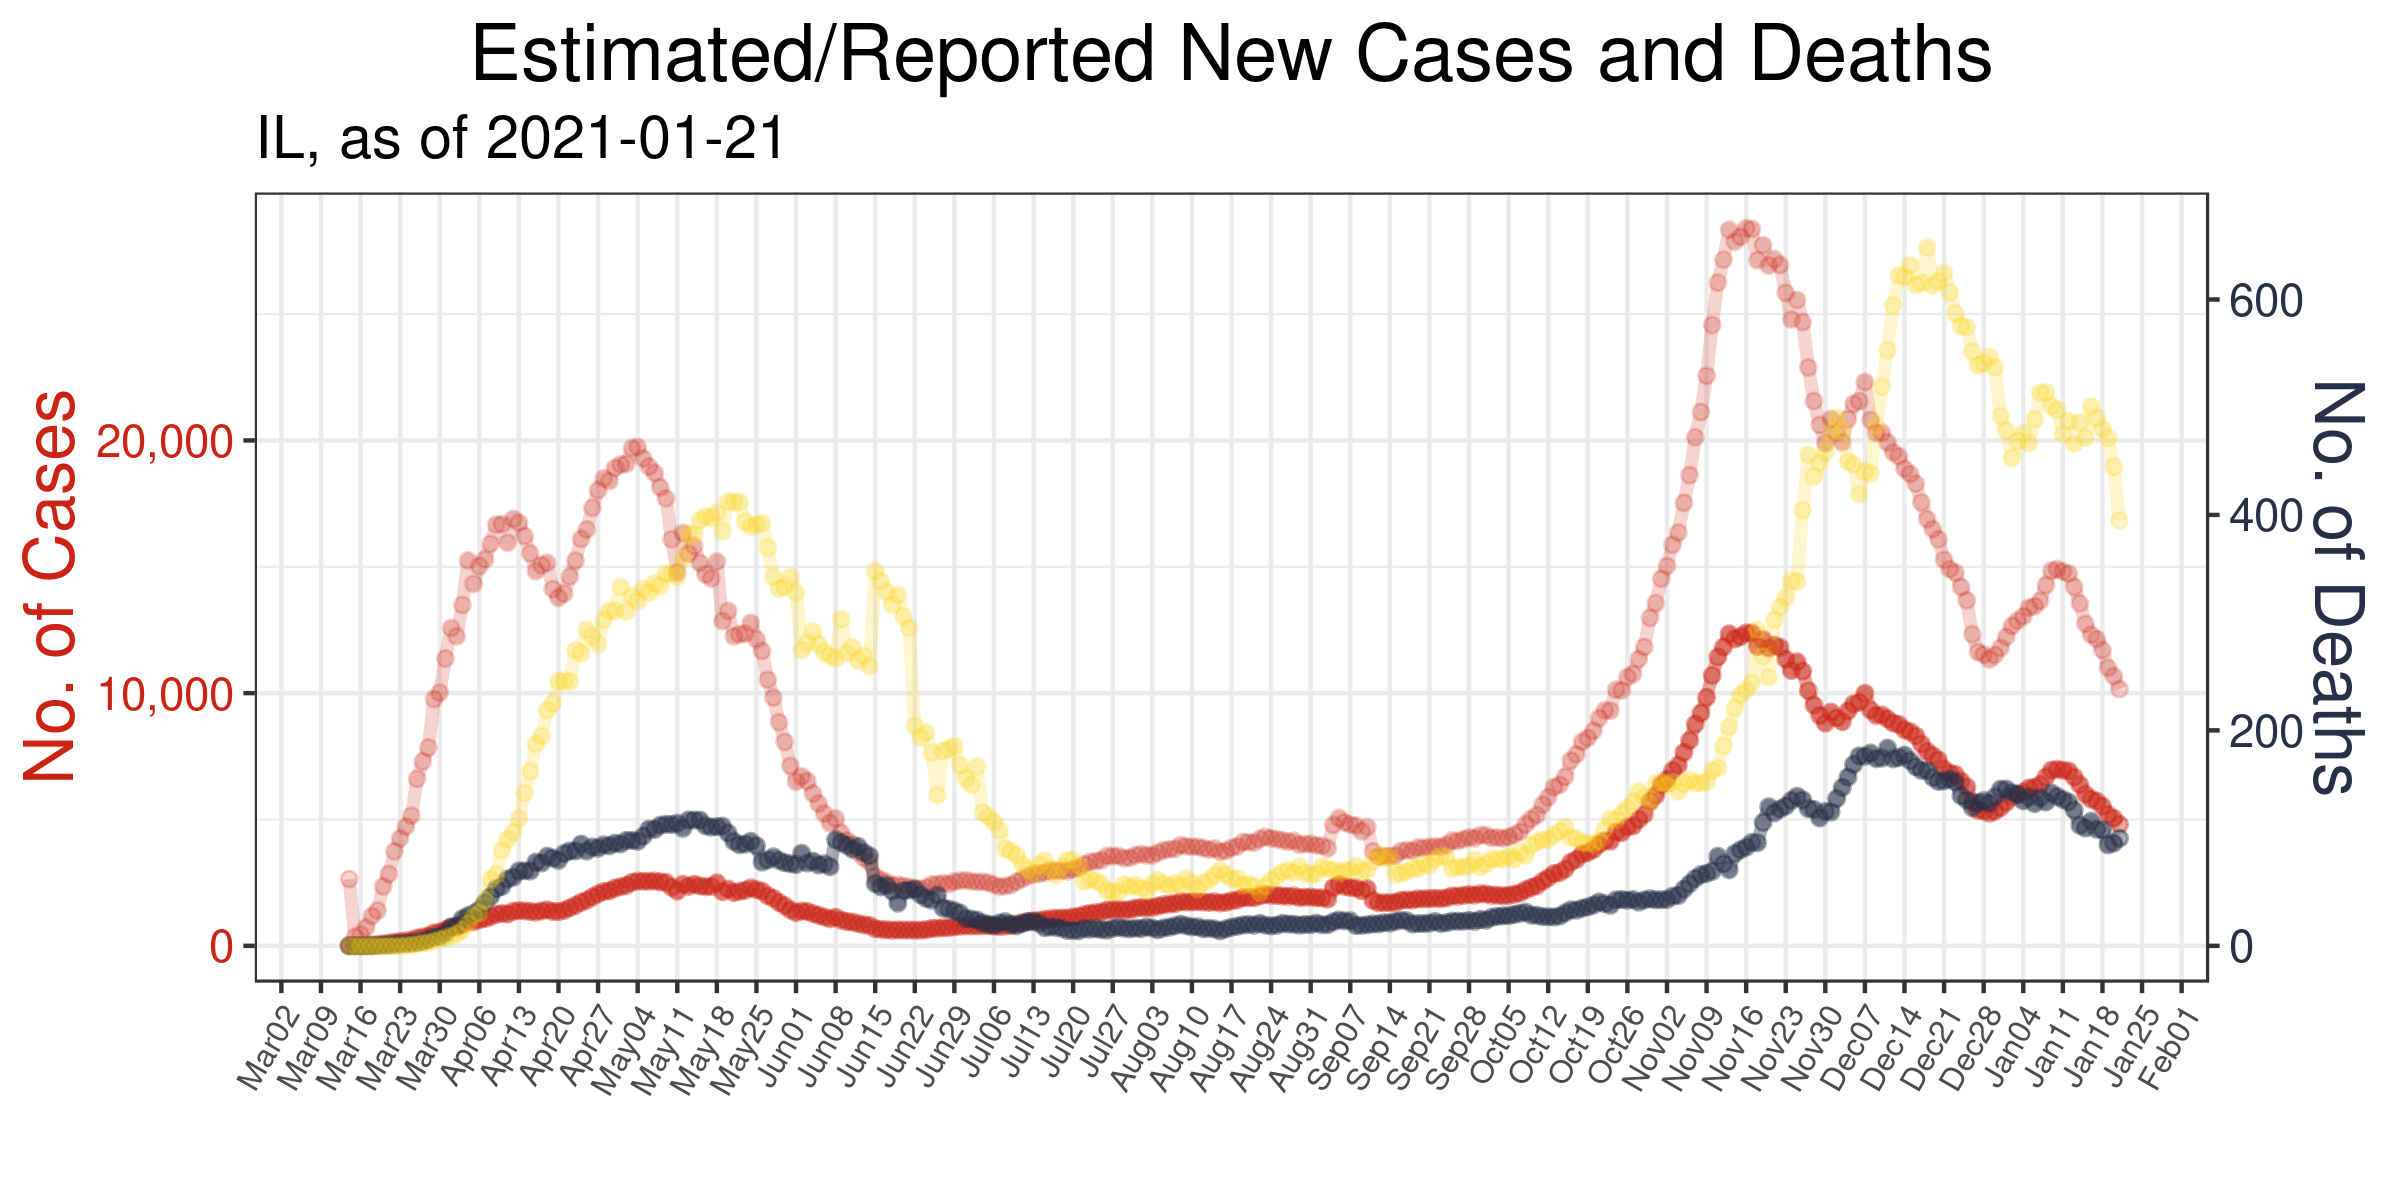 Estimated/Reported New Cases and Deaths
IL, as of 2021-01-21
No. of Cases
20,000
10,000
0
No. of Deaths
600
400
200
0
Mar02
Mar09
Mar16
Mar23
Mar30
Apr06
Apr13
Apr20
Apr27
May04
May11
May18
May25
Jun01
Jun08
Jun15
Jun22
Jun29
Jul06
Jul13
Jul20
Jul27
Aug03
Aug10
Aug17
Aug24
Aug31
Sep07
Sep14
Sep21
Sep28
Oct05
Oct12
Oct19
Oct26
Nov02
Nov09
Nov16
Nov23
Nov30
Dec07
Dec14
Dec21
Dec28
Jan04
Jan11
Jan18
Jan25
Feb01